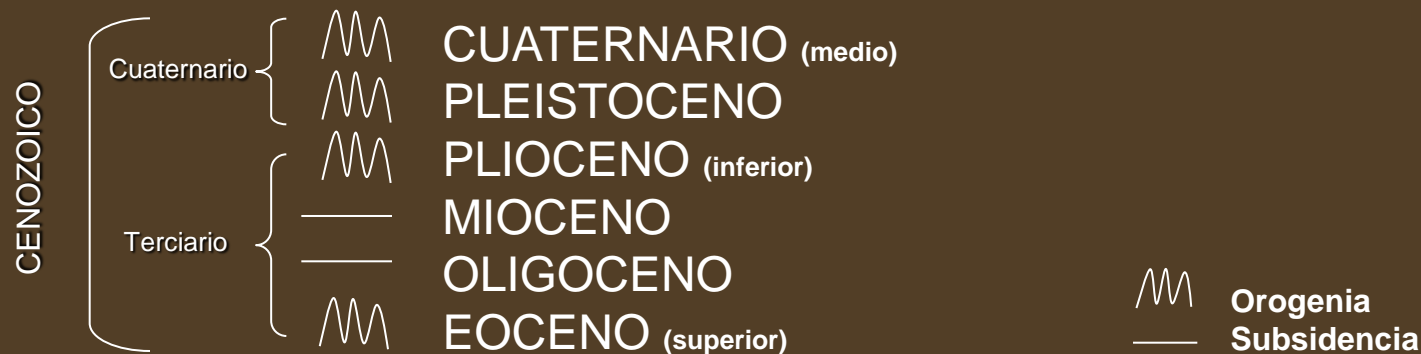 CENOZOICO
Cuaternario
CUATERNARIO (medio)
PLEISTOCENO
Terciario
PLIOCENO (inferior)
MIOCENO
OLIGOCENO
EOCENO (superior)
Orogenia
Subsidencia